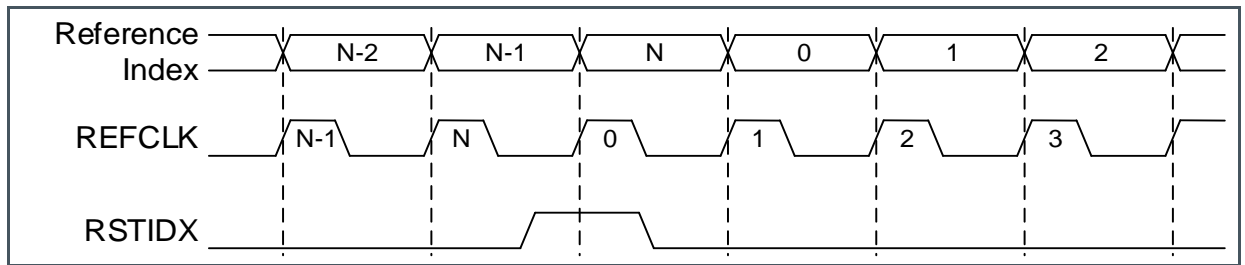 Reference
Index
N-2 N-1 N 0 1 2
REFCLK
N-1 N 0 1 2 3
RSTIDX